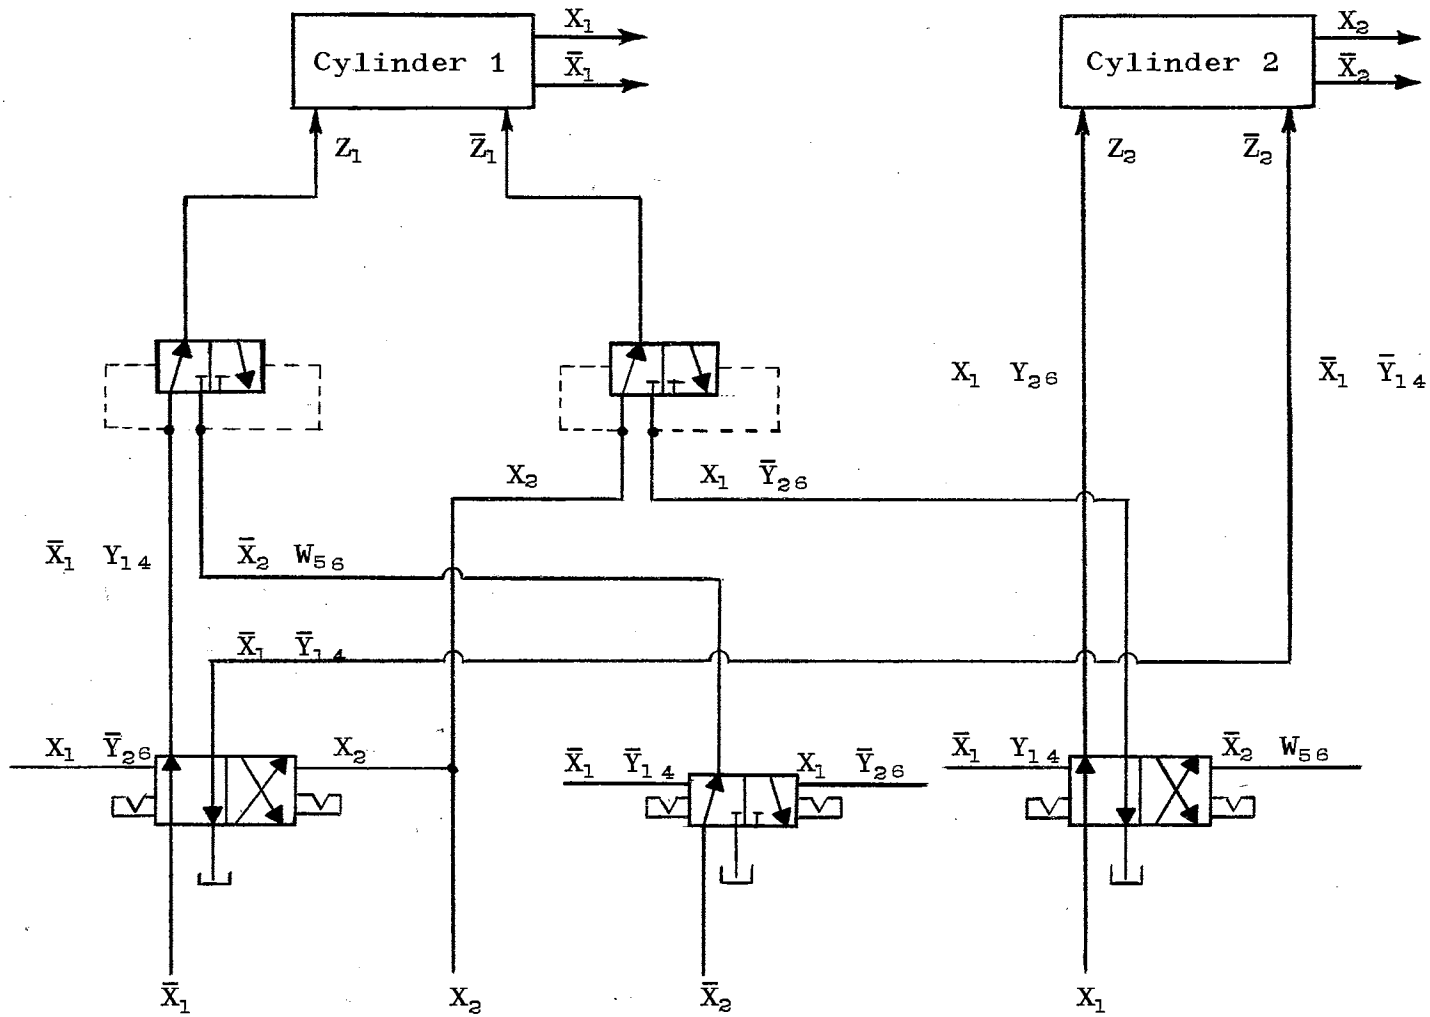 X₁
X₂
Cylinder 1
X̄₁
Cylinder 2
X̄₂
Z₁
Z̄₁
Z₂
Z̄₂
X₁ Y₂₆
X̄₁ Ȳ₁₄
X₂
X₁ Ȳ₂₆
X̄₁ Y₁₄
X̄₂ W₅₆
X̄₁ Ȳ₁₄
X₁ Ȳ₂₆
X₂
X̄₁ Ȳ₁₄
X₁ Ȳ₂₆
X̄₁ Y₁₄
X̄₂ W₅₆
X̄₁
X₂
X̄₂
X₁